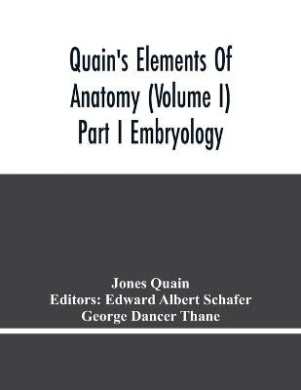 Quain's Elements Of
Anatomy (Volume I)
Part I Embryology
Jones Quain
Editors: Edward Albert Schafer
George Dancer Thane